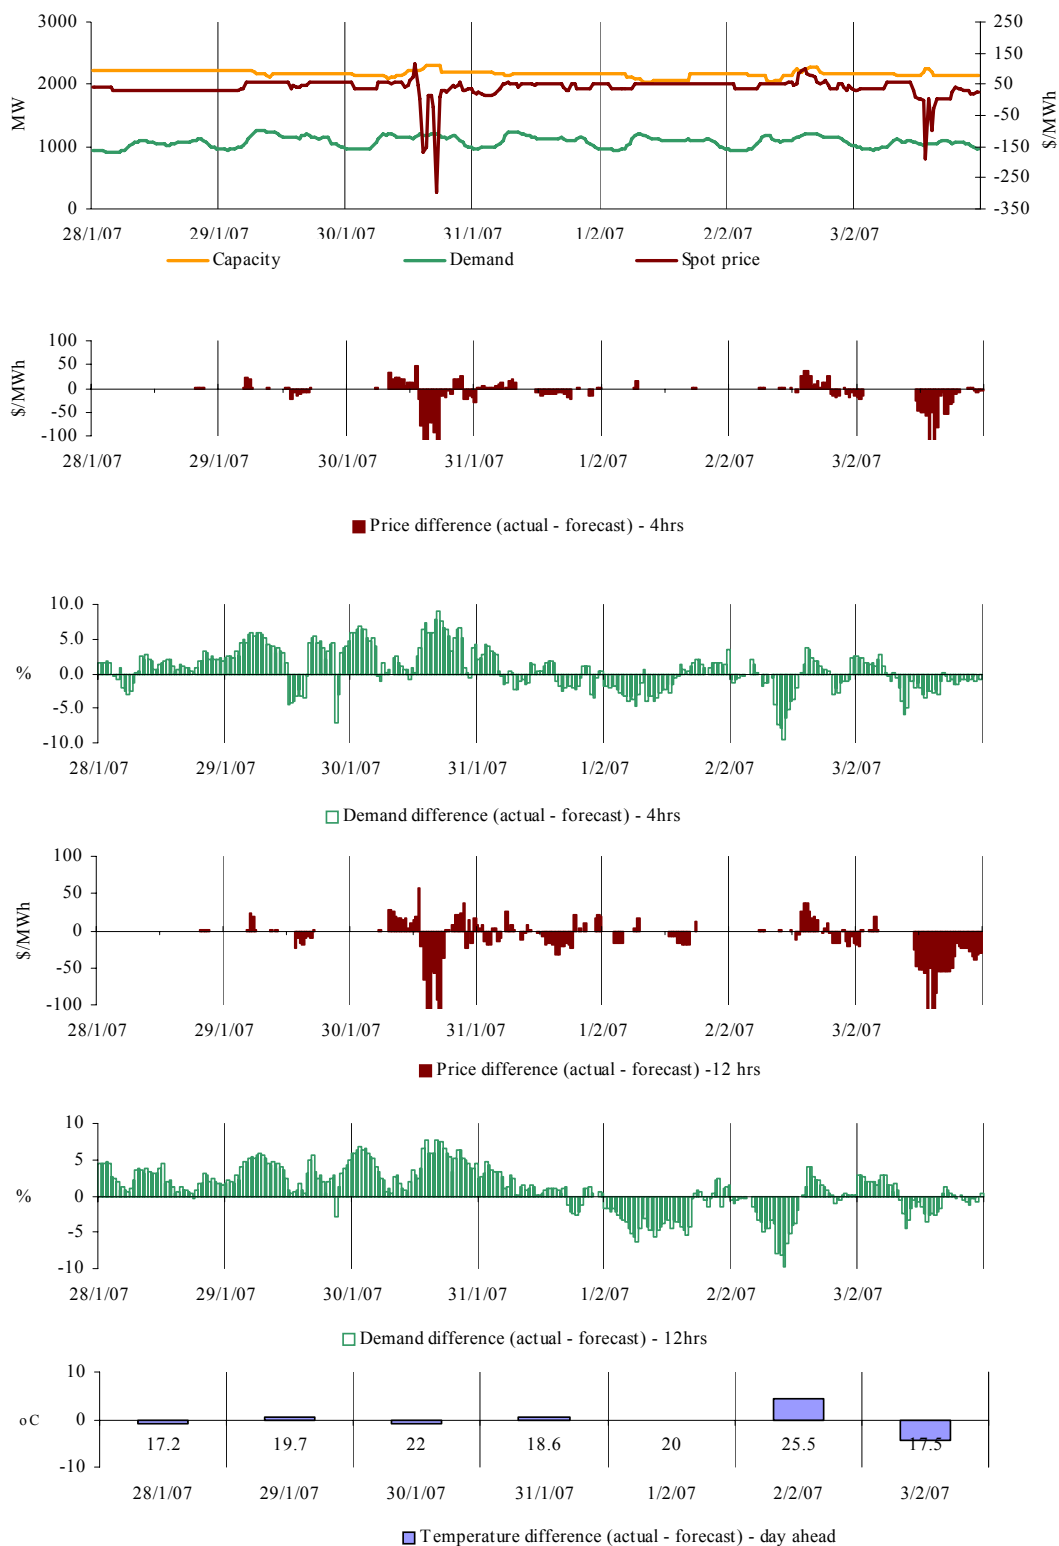 3000
2000
1000
0
MW
250
150
50
-50
-150
-250
-350
$/MWh
28/1/07 29/1/07 30/1/07 31/1/07 1/2/07 2/2/07 3/2/07
Capacity Demand Spot price
100
50
0
-50
-100
$/MWh
28/1/07 29/1/07 30/1/07 31/1/07 1/2/07 2/2/07 3/2/07
Price difference (actual - forecast) - 4hrs
10.0
5.0
0.0
-5.0
-10.0
%
28/1/07 29/1/07 30/1/07 31/1/07 1/2/07 2/2/07 3/2/07
Demand difference (actual - forecast) - 4hrs
100
50
0
-50
-100
$/MWh
28/1/07 29/1/07 30/1/07 31/1/07 1/2/07 2/2/07 3/2/07
Price difference (actual - forecast) -12 hrs
10
5
0
-5
-10
%
28/1/07 29/1/07 30/1/07 31/1/07 1/2/07 2/2/07 3/2/07
Demand difference (actual - forecast) - 12hrs
10
0
-10
oC
17.2 19.7 22 18.6 20 25.5 17.5
28/1/07 29/1/07 30/1/07 31/1/07 1/2/07 2/2/07 3/2/07
Temperature difference (actual - forecast) - day ahead